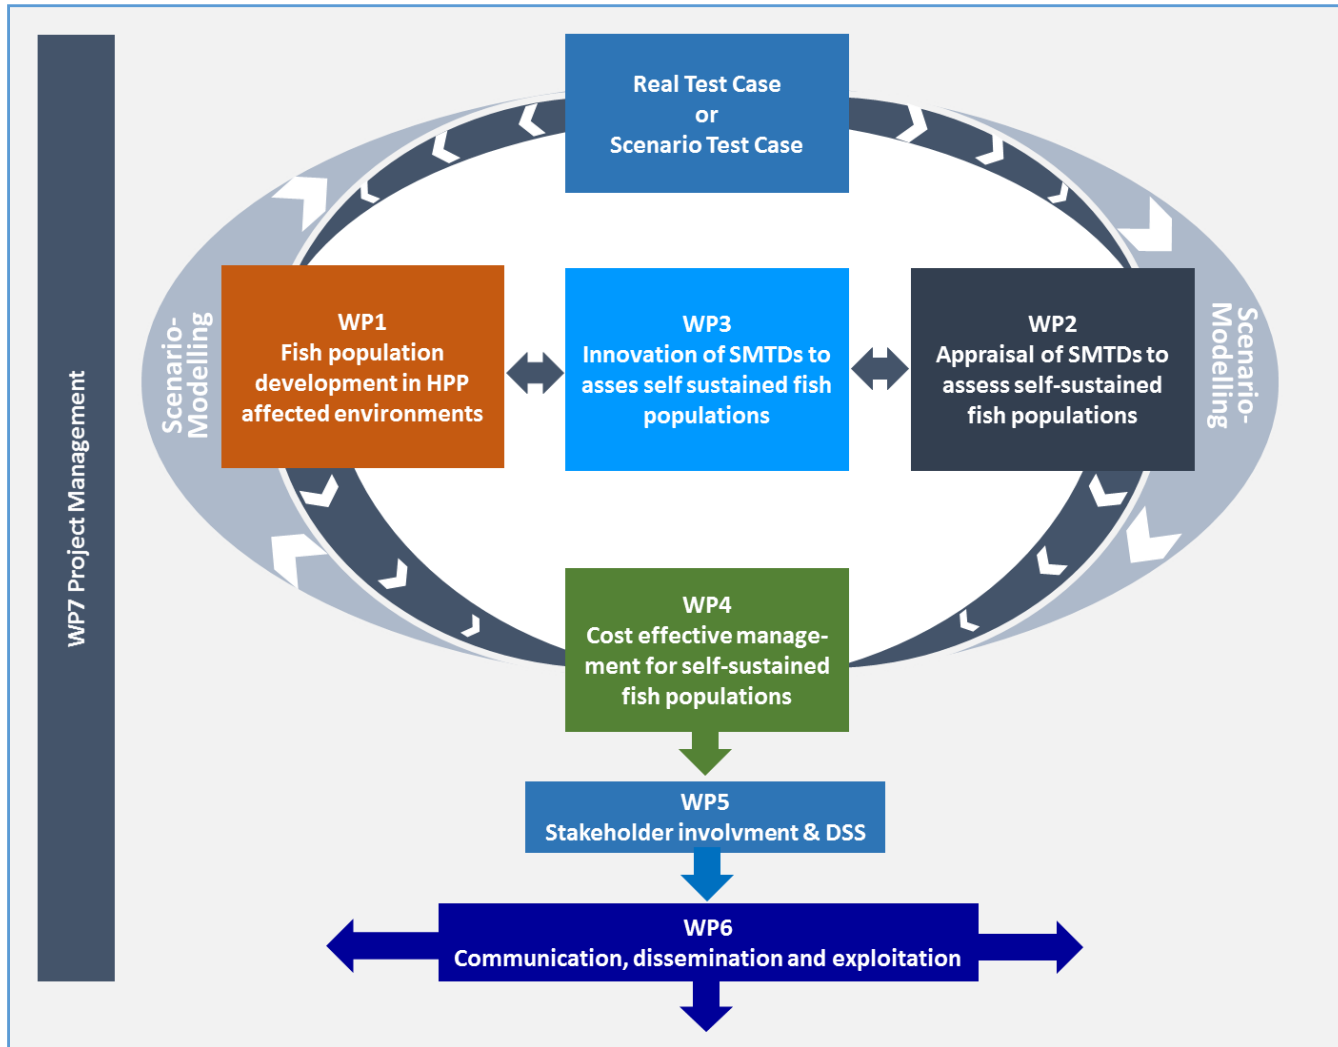 Real Test Case
or
Scenario Test Case
WP1
Fish population
development in HPP
affected environments
WP3
Innovation of SMTDs to
asses self sustained fish
populations
WP2
Appraisal of SMTDs to
assess self-sustained
fish populations
Scenario-
Modelling
Scenario-
Modelling
WP7 Project Management
WP4
Cost effective manage-
ment for self-sustained
fish populations
WP5
Stakeholder involvment & DSS
WP6
Communication, dissemination and exploitation